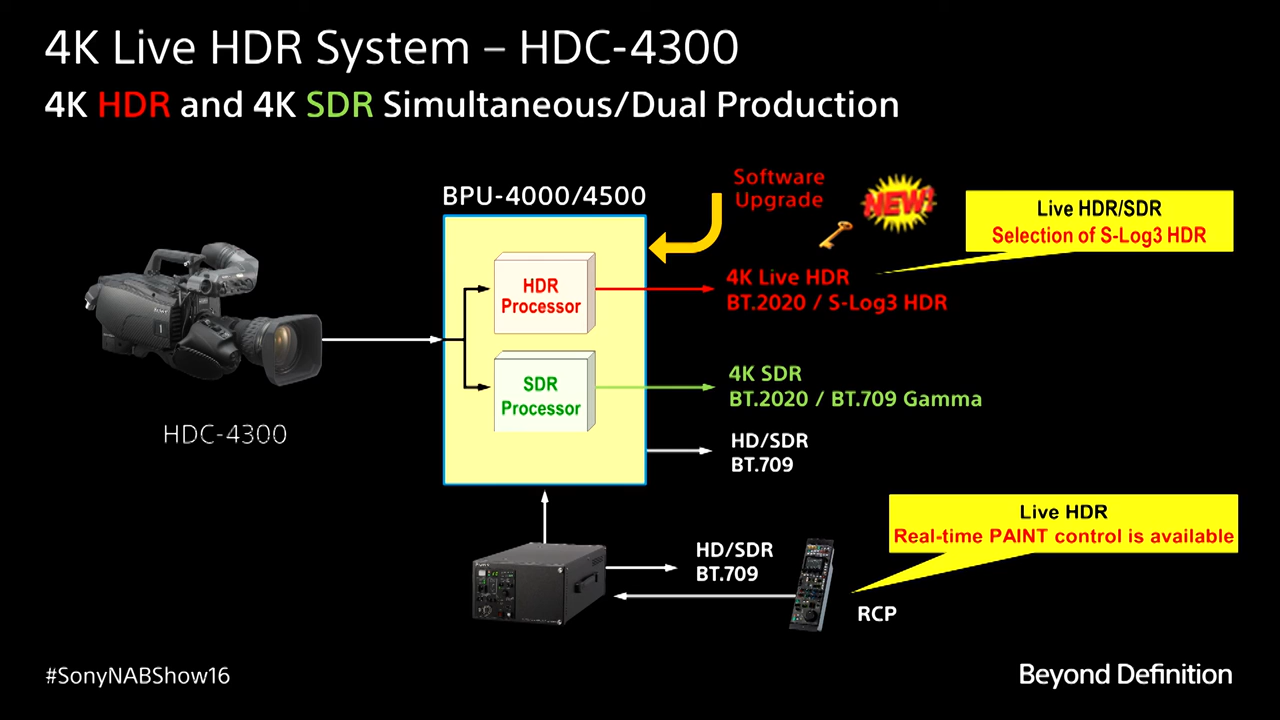 4K Live HDR System – HDC-4300
4K HDR and 4K SDR Simultaneous/Dual Production
BPU-4000/4500
Software
Upgrade
NEW!
Live HDR/SDR
Selection of S-Log3 HDR
HDR
Processor
4K Live HDR
BT.2020 / S-Log3 HDR
SDR
Processor
4K SDR
BT.2020 / BT.709 Gamma
HDC-4300
HD/SDR
BT.709
Live HDR
Real-time PAINT control is available
HD/SDR
BT.709
RCP
#SonyNABShow16
Beyond Definition